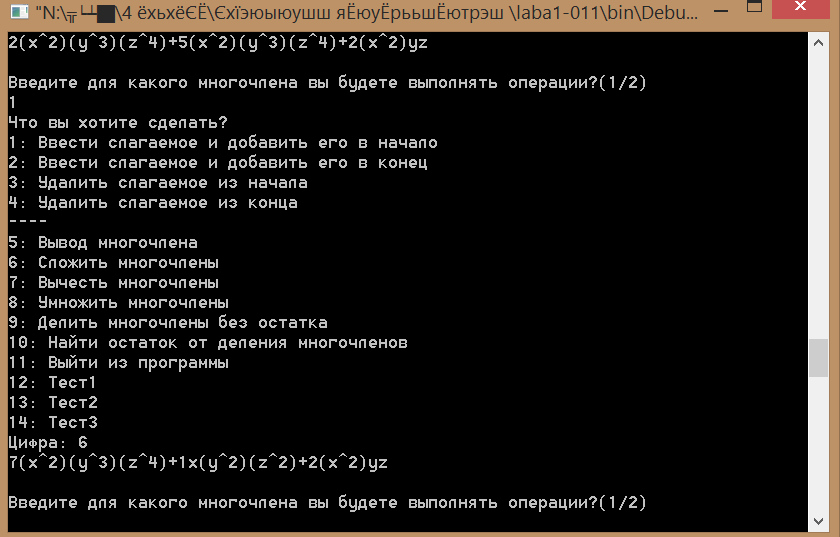 "N:\╦╙└└█\4 ёхьхёЄЁ\Єхїэюыюушш яЁюуЁрььшЁютрэш \laba1-011\bin\Debu...
2(x^2)(y^3)(z^4)+5(x^2)(y^3)(z^4)+2(x^2)yz
Введите для какого многочлена вы будете выполнять операции?(1/2)
1
Что вы хотите сделать?
1: Ввести слагаемое и добавить его в начало
2: Ввести слагаемое и добавить его в конец
3: Удалить слагаемое из начала
4: Удалить слагаемое из конца
----
5: Вывод многочлена
6: Сложить многочлены
7: Вычесть многочлены
8: Умножить многочлены
9: Делить многочлены без остатка
10: Найти остаток от деления многочленов
11: Выйти из программы
12: Тест1
13: Тест2
14: Тест3
Цифра: 6
7(x^2)(y^3)(z^4)+1x(y^2)(z^2)+2(x^2)yz
Введите для какого многочлена вы будете выполнять операции?(1/2)